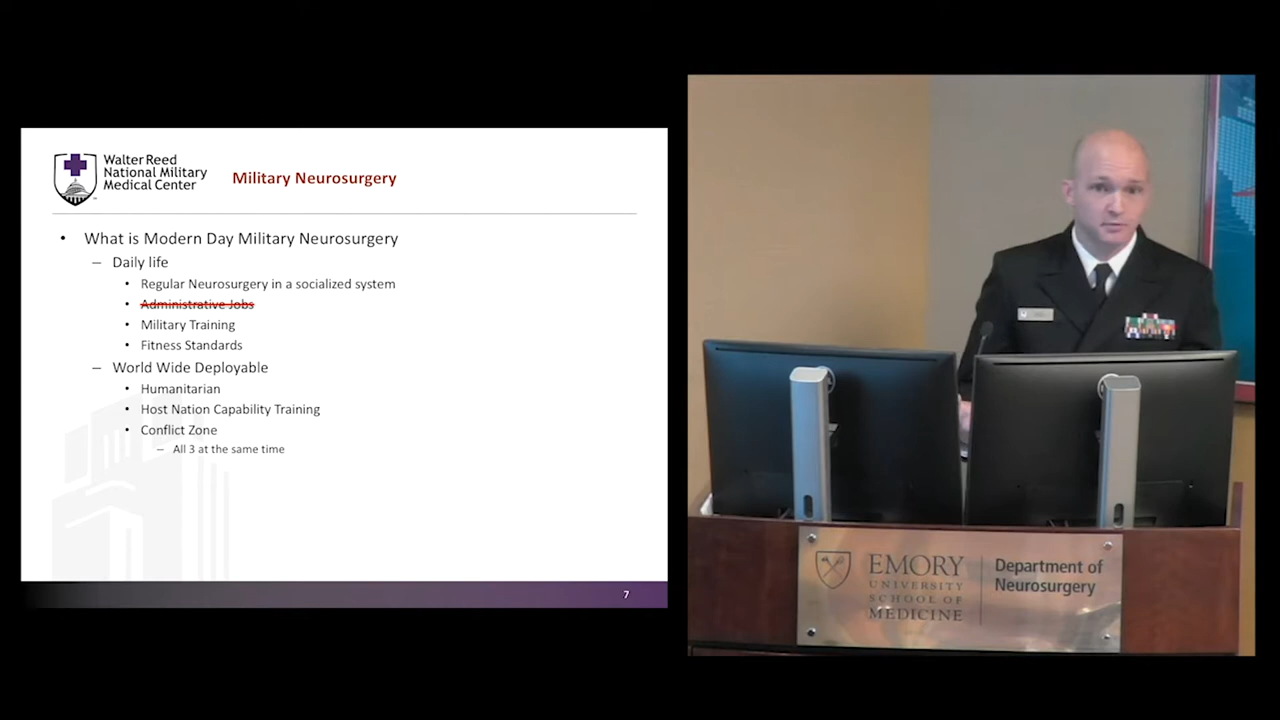 Walter Reed
National Military
Medical Center
Military Neurosurgery
• What is Modern Day Military Neurosurgery
– Daily life
• Regular Neurosurgery in a socialized system
• Administrative Jobs
• Military Training
• Fitness Standards
– World Wide Deployable
• Humanitarian
• Host Nation Capability Training
• Conflict Zone
– All 3 at the same time
7
EMORY
UNIVERSITY
SCHOOL OF
MEDICINE
Department of
Neurosurgery